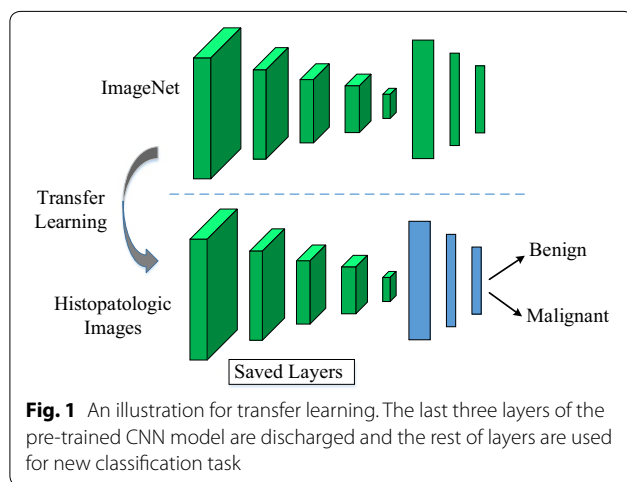 ImageNet
Transfer
Learning
Histopatologic
Images
Benign
Malignant
Saved Layers
Fig. 1 An illustration for transfer learning. The last three layers of the
pre-trained CNN model are discharged and the rest of layers are used
for new classification task